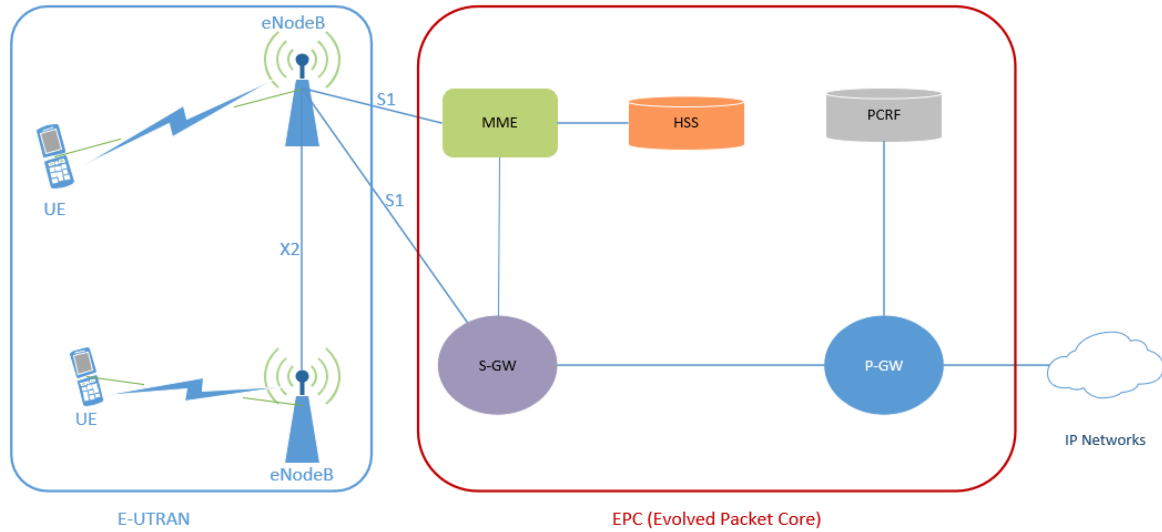 eNodeB
S1
MME
HSS
PCRF
UE
S1
X2
S-GW
P-GW
UE
IP Networks
eNodeB
E-UTRAN
EPC (Evolved Packet Core)